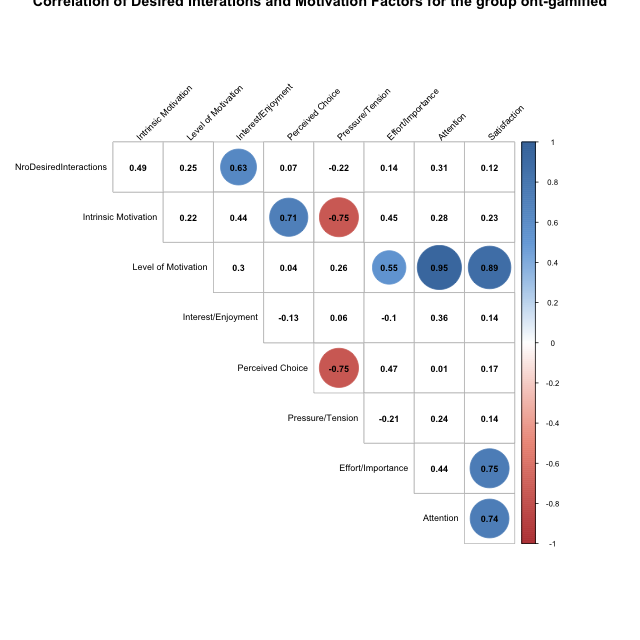 Correlation of Desired Interations and Motivation Factors for the group ont-gamified
Intrinsic Motivation
Level of Motivation
Interest/Enjoyment
Perceived Choice
Pressure/Tension
Effort/Importance
Attention
Satisfaction
NroDesiredInteractions 0.49 0.25 0.63 0.07 -0.22 0.14 0.31 0.12
Intrinsic Motivation 0.22 0.44 0.71 -0.75 0.45 0.28 0.23
Level of Motivation 0.3 0.04 0.26 0.55 0.95 0.89
Interest/Enjoyment -0.13 0.06 -0.1 0.36 0.14
Perceived Choice -0.75 0.47 0.01 0.17
Pressure/Tension -0.21 0.24 0.14
Effort/Importance 0.44 0.75
Attention 0.74
1
0.8
0.6
0.4
0.2
0
-0.2
-0.4
-0.6
-0.8
-1